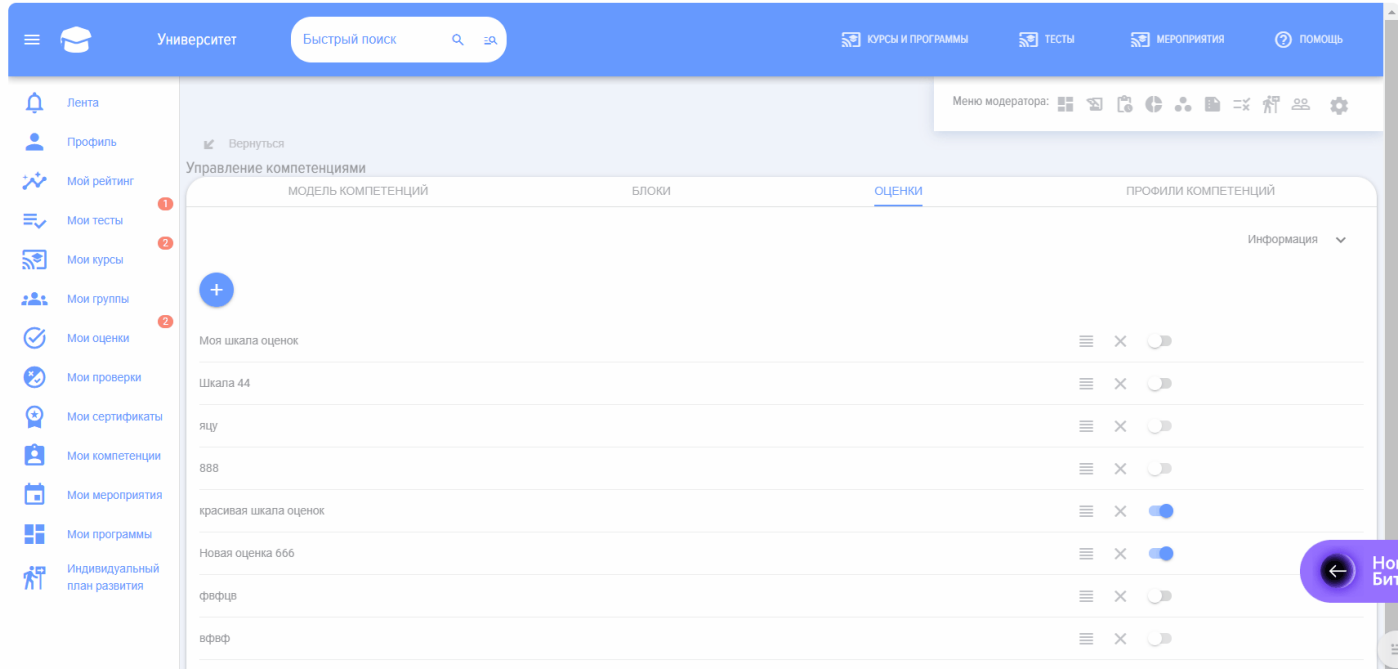 Университет
Быстрый поиск
КУРСЫ И ПРОГРАММЫ
ТЕСТЫ
МЕРОПРИЯТИЯ
ПОМОЩЬ
Меню модератора:
Лента
Профиль
Мой рейтинг
1
Мои тесты
2
Мои курсы
Мои группы
2
Мои оценки
Мои проверки
Мои сертификаты
Мои компетенции
Мои мероприятия
Мои программы
Индивидуальный
план развития
Вернуться
Управление компетенциями
МОДЕЛЬ КОМПЕТЕНЦИЙ
БЛОКИ
ОЦЕНКИ
ПРОФИЛИ КОМПЕТЕНЦИЙ
Информация
Моя шкала оценок
Шкала 44
яцу
888
красивая шкала оценок
Новая оценка 666
фвфцв
вфвф